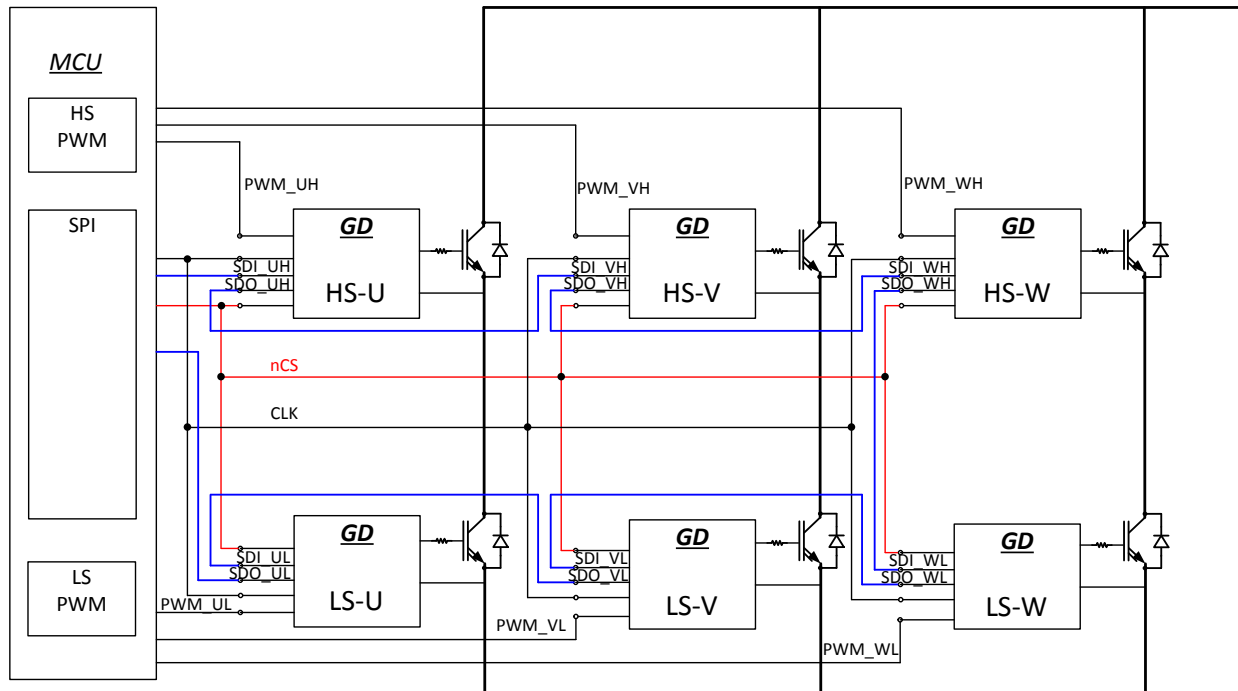 MCU
HS
PWM
SPI
LS
PWM
PWM_UH
PWM_VH
PWM_WH
GD
HS-U
SDI_UH
SDO_UH
GD
HS-V
SDI_VH
SDO_VH
GD
HS-W
SDI_WH
SDO_WH
nCS
CLK
GD
LS-U
SDI_UL
SDO_UL
PWM_UL
GD
LS-V
SDI_VL
SDO_VL
PWM_VL
GD
LS-W
SDI_WL
SDO_WL
PWM_WL